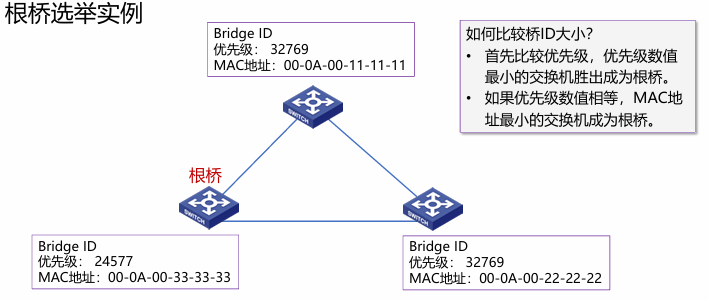 根桥选举实例
Bridge ID
优先级： 32769
MAC地址：00-0A-00-11-11-11
如何比较桥ID大小？
• 首先比较优先级，优先级数值
最小的交换机胜出成为根桥。
• 如果优先级数值相等，MAC地
址最小的交换机成为根桥。
SWITCH
根桥
SWITCH
SWITCH
Bridge ID
优先级： 24577
MAC地址：00-0A-00-33-33-33
Bridge ID
优先级： 32769
MAC地址：00-0A-00-22-22-22